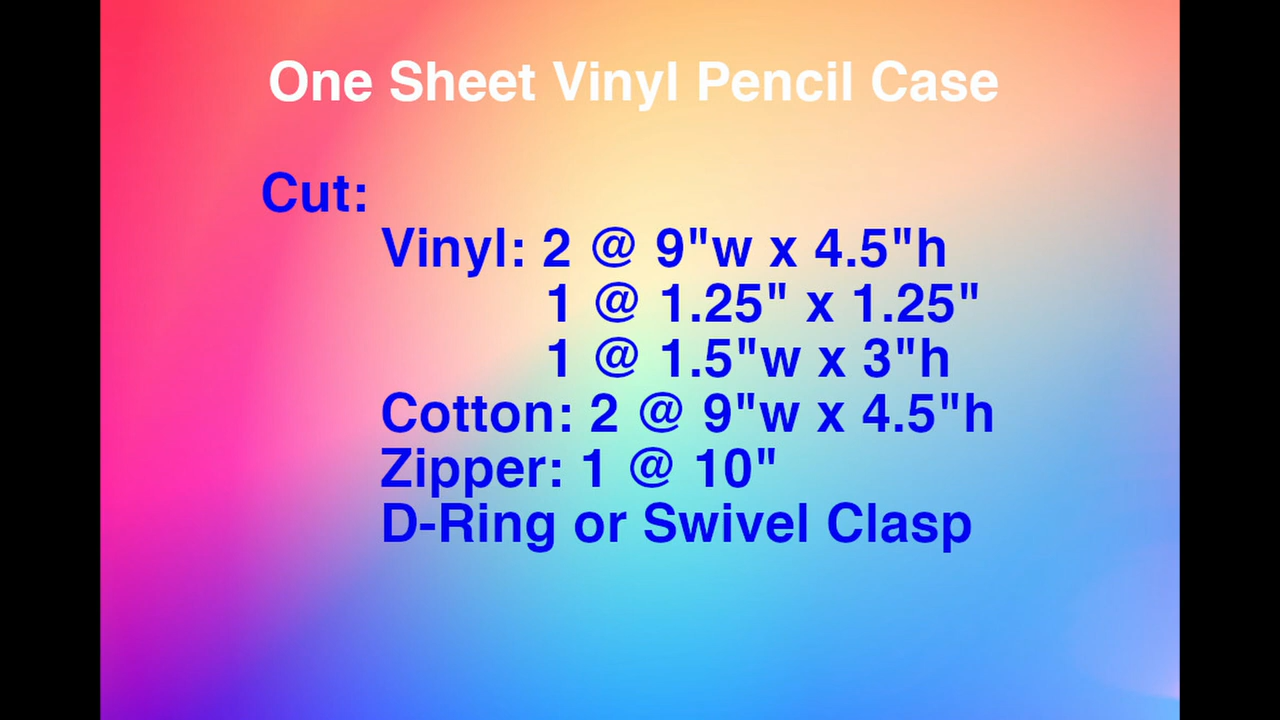 One Sheet Vinyl Pencil Case
Cut:
Vinyl: 2 @ 9"w x 4.5"h
1 @ 1.25" x 1.25"
1 @ 1.5"w x 3"h
Cotton: 2 @ 9"w x 4.5"h
Zipper: 1 @ 10"
D-Ring or Swivel Clasp